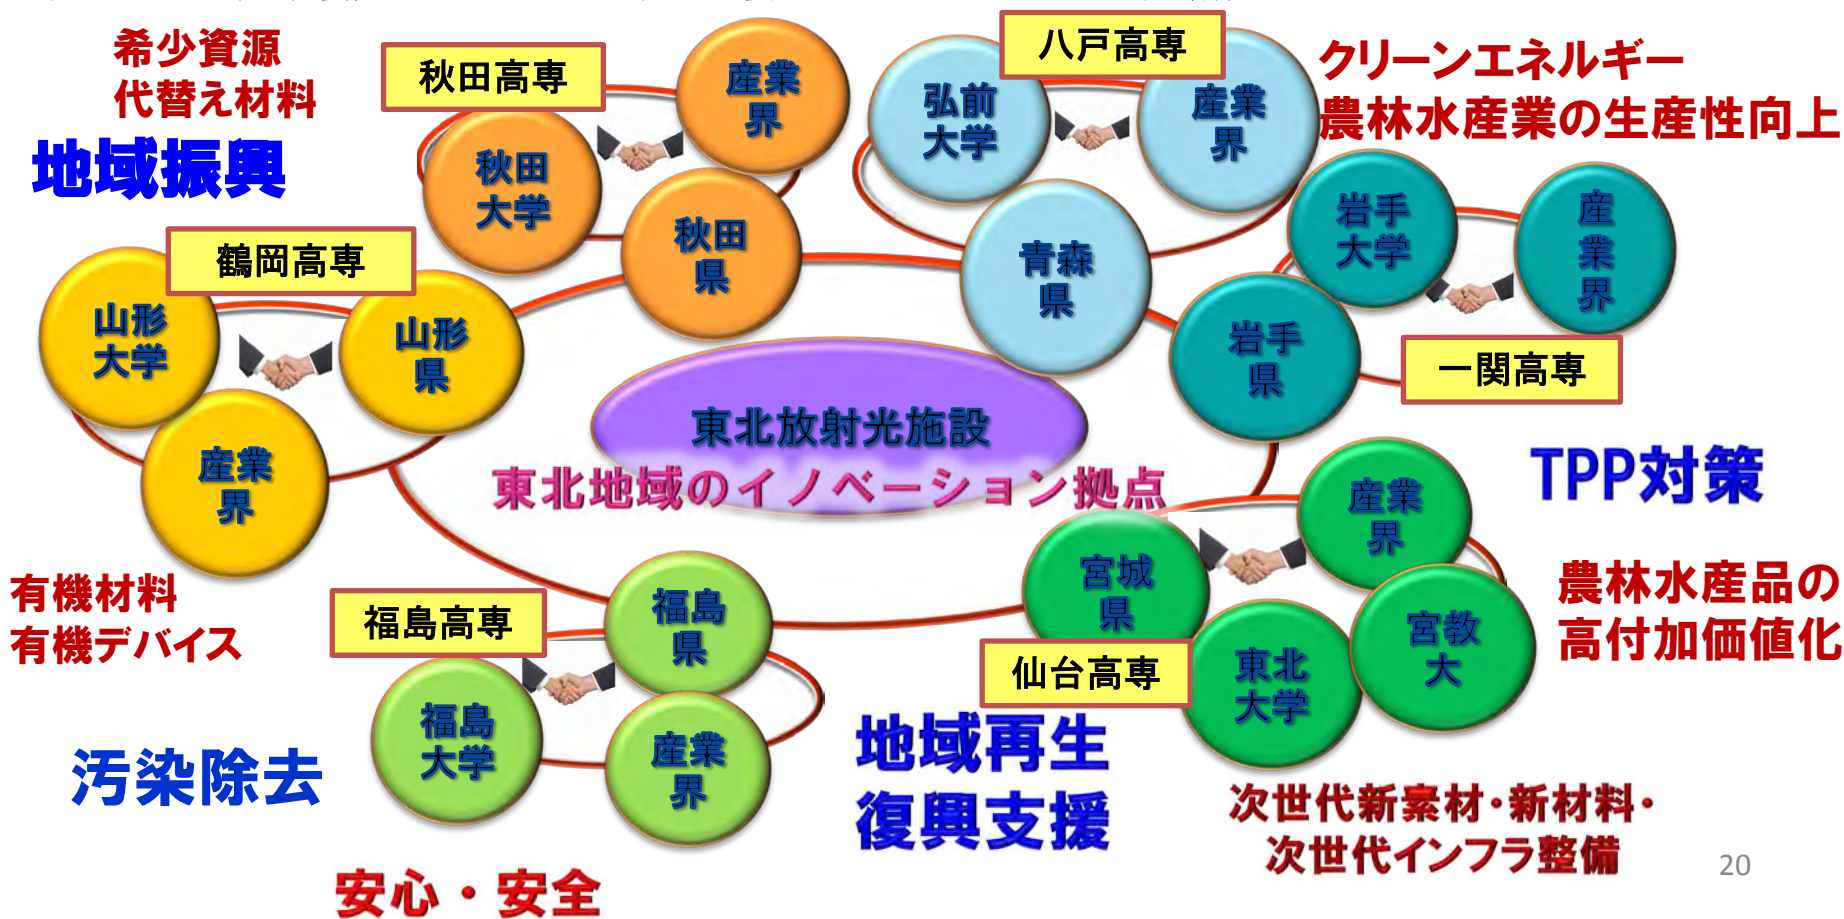 希少資源
代替え材料
地域振興
秋田高専
産業
界
秋田
大学
秋田
県
八戸高専
弘前
大学
産業
界
青森
県
クリーンエネルギー
農林水産業の生産性向上
岩手
大学
産
業
界
岩手
県
一関高専
鶴岡高専
山形
大学
山形
県
産業
界
東北放射光施設
東北地域のイノベーション拠点
TPP対策
農林水産品の
高付加価値化
産業
界
宮城
県
宮教
大
東北
大学
仙台高専
有機材料
有機デバイス
福島高専
福島
県
福島
大学
産業
界
汚染除去
地域再生
復興支援
次世代新素材・新材料・
次世代インフラ整備
安心・安全
20